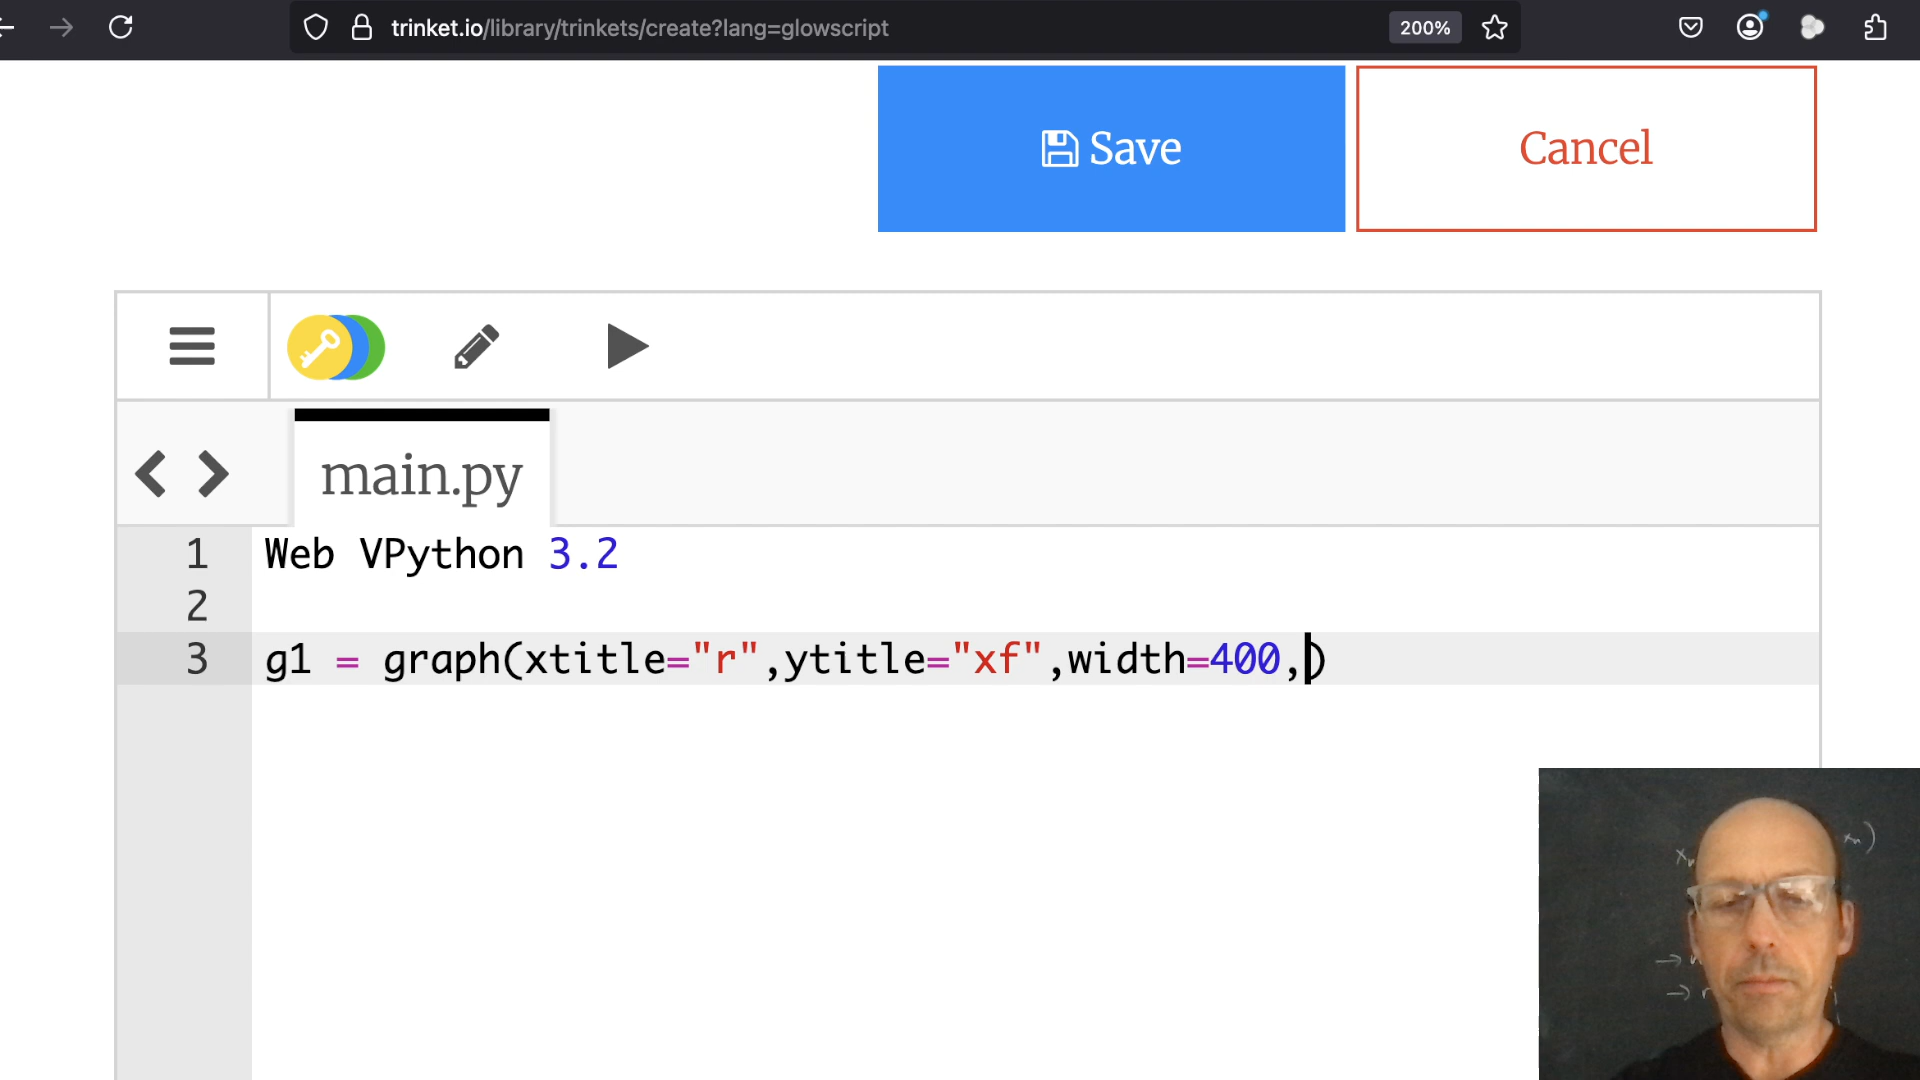 trinket.io/library/trinkets/create?lang=glowscript
200%
Save
Cancel
main.py
1 Web VPython 3.2
2
3 g1 = graph(xtitle="r",ytitle="xf",width=400,)